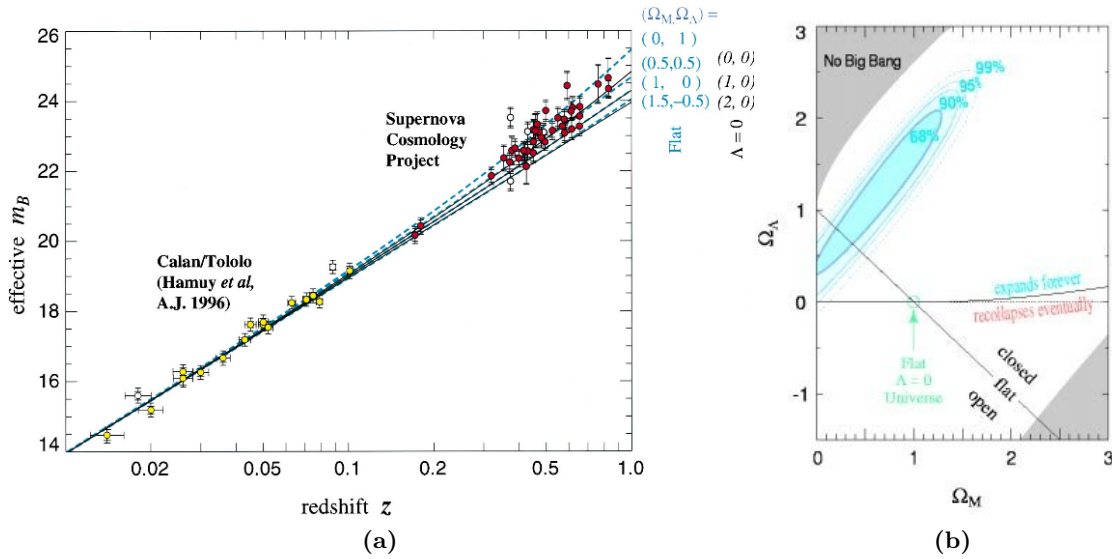 (Ω_M,Ω_Λ) =
( 0, 1 )
(0.5,0.5) (0, 0)
( 1, 0 ) (1, 0)
(1.5,–0.5) (2, 0)
Flat
Λ = 0
26
24
22
20
18
16
14
effective m_B
Supernova
Cosmology
Project
Calan/Tololo
(Hamuy et al,
A.J. 1996)
0.02 0.05 0.1 0.2 0.5 1.0
redshift z
(a)
3
2
1
0
-1
Ω_Λ
No Big Bang
99%
95%
90%
68%
expands forever
recollapses eventually
Flat
Λ = 0
Universe
closed
flat
open
0 1 2 3
Ω_M
(b)